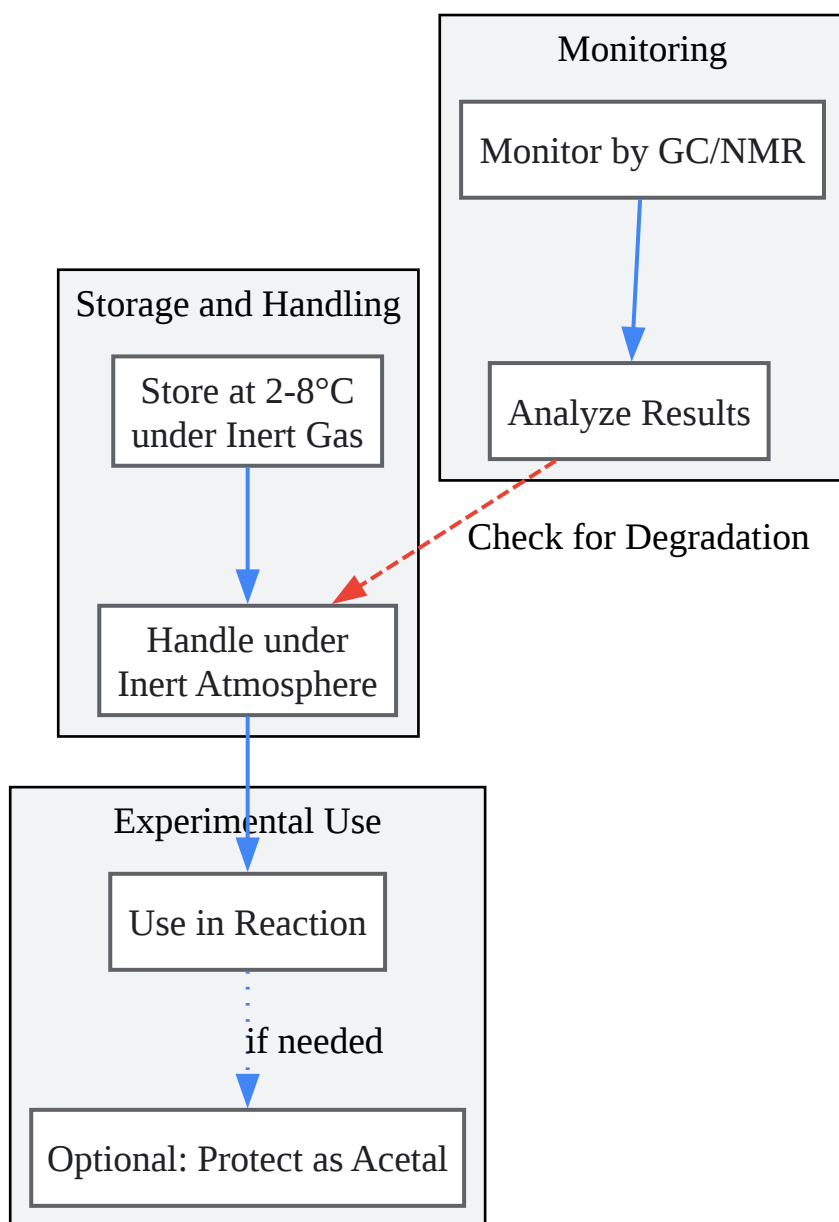 Monitoring
Monitor by GC/NMR
Storage and Handling
Store at 2-8°C
under Inert Gas
Analyze Results
Check for Degradation
Handle under
Inert Atmosphere
Experimental Use
Use in Reaction
if needed
Optional: Protect as Acetal